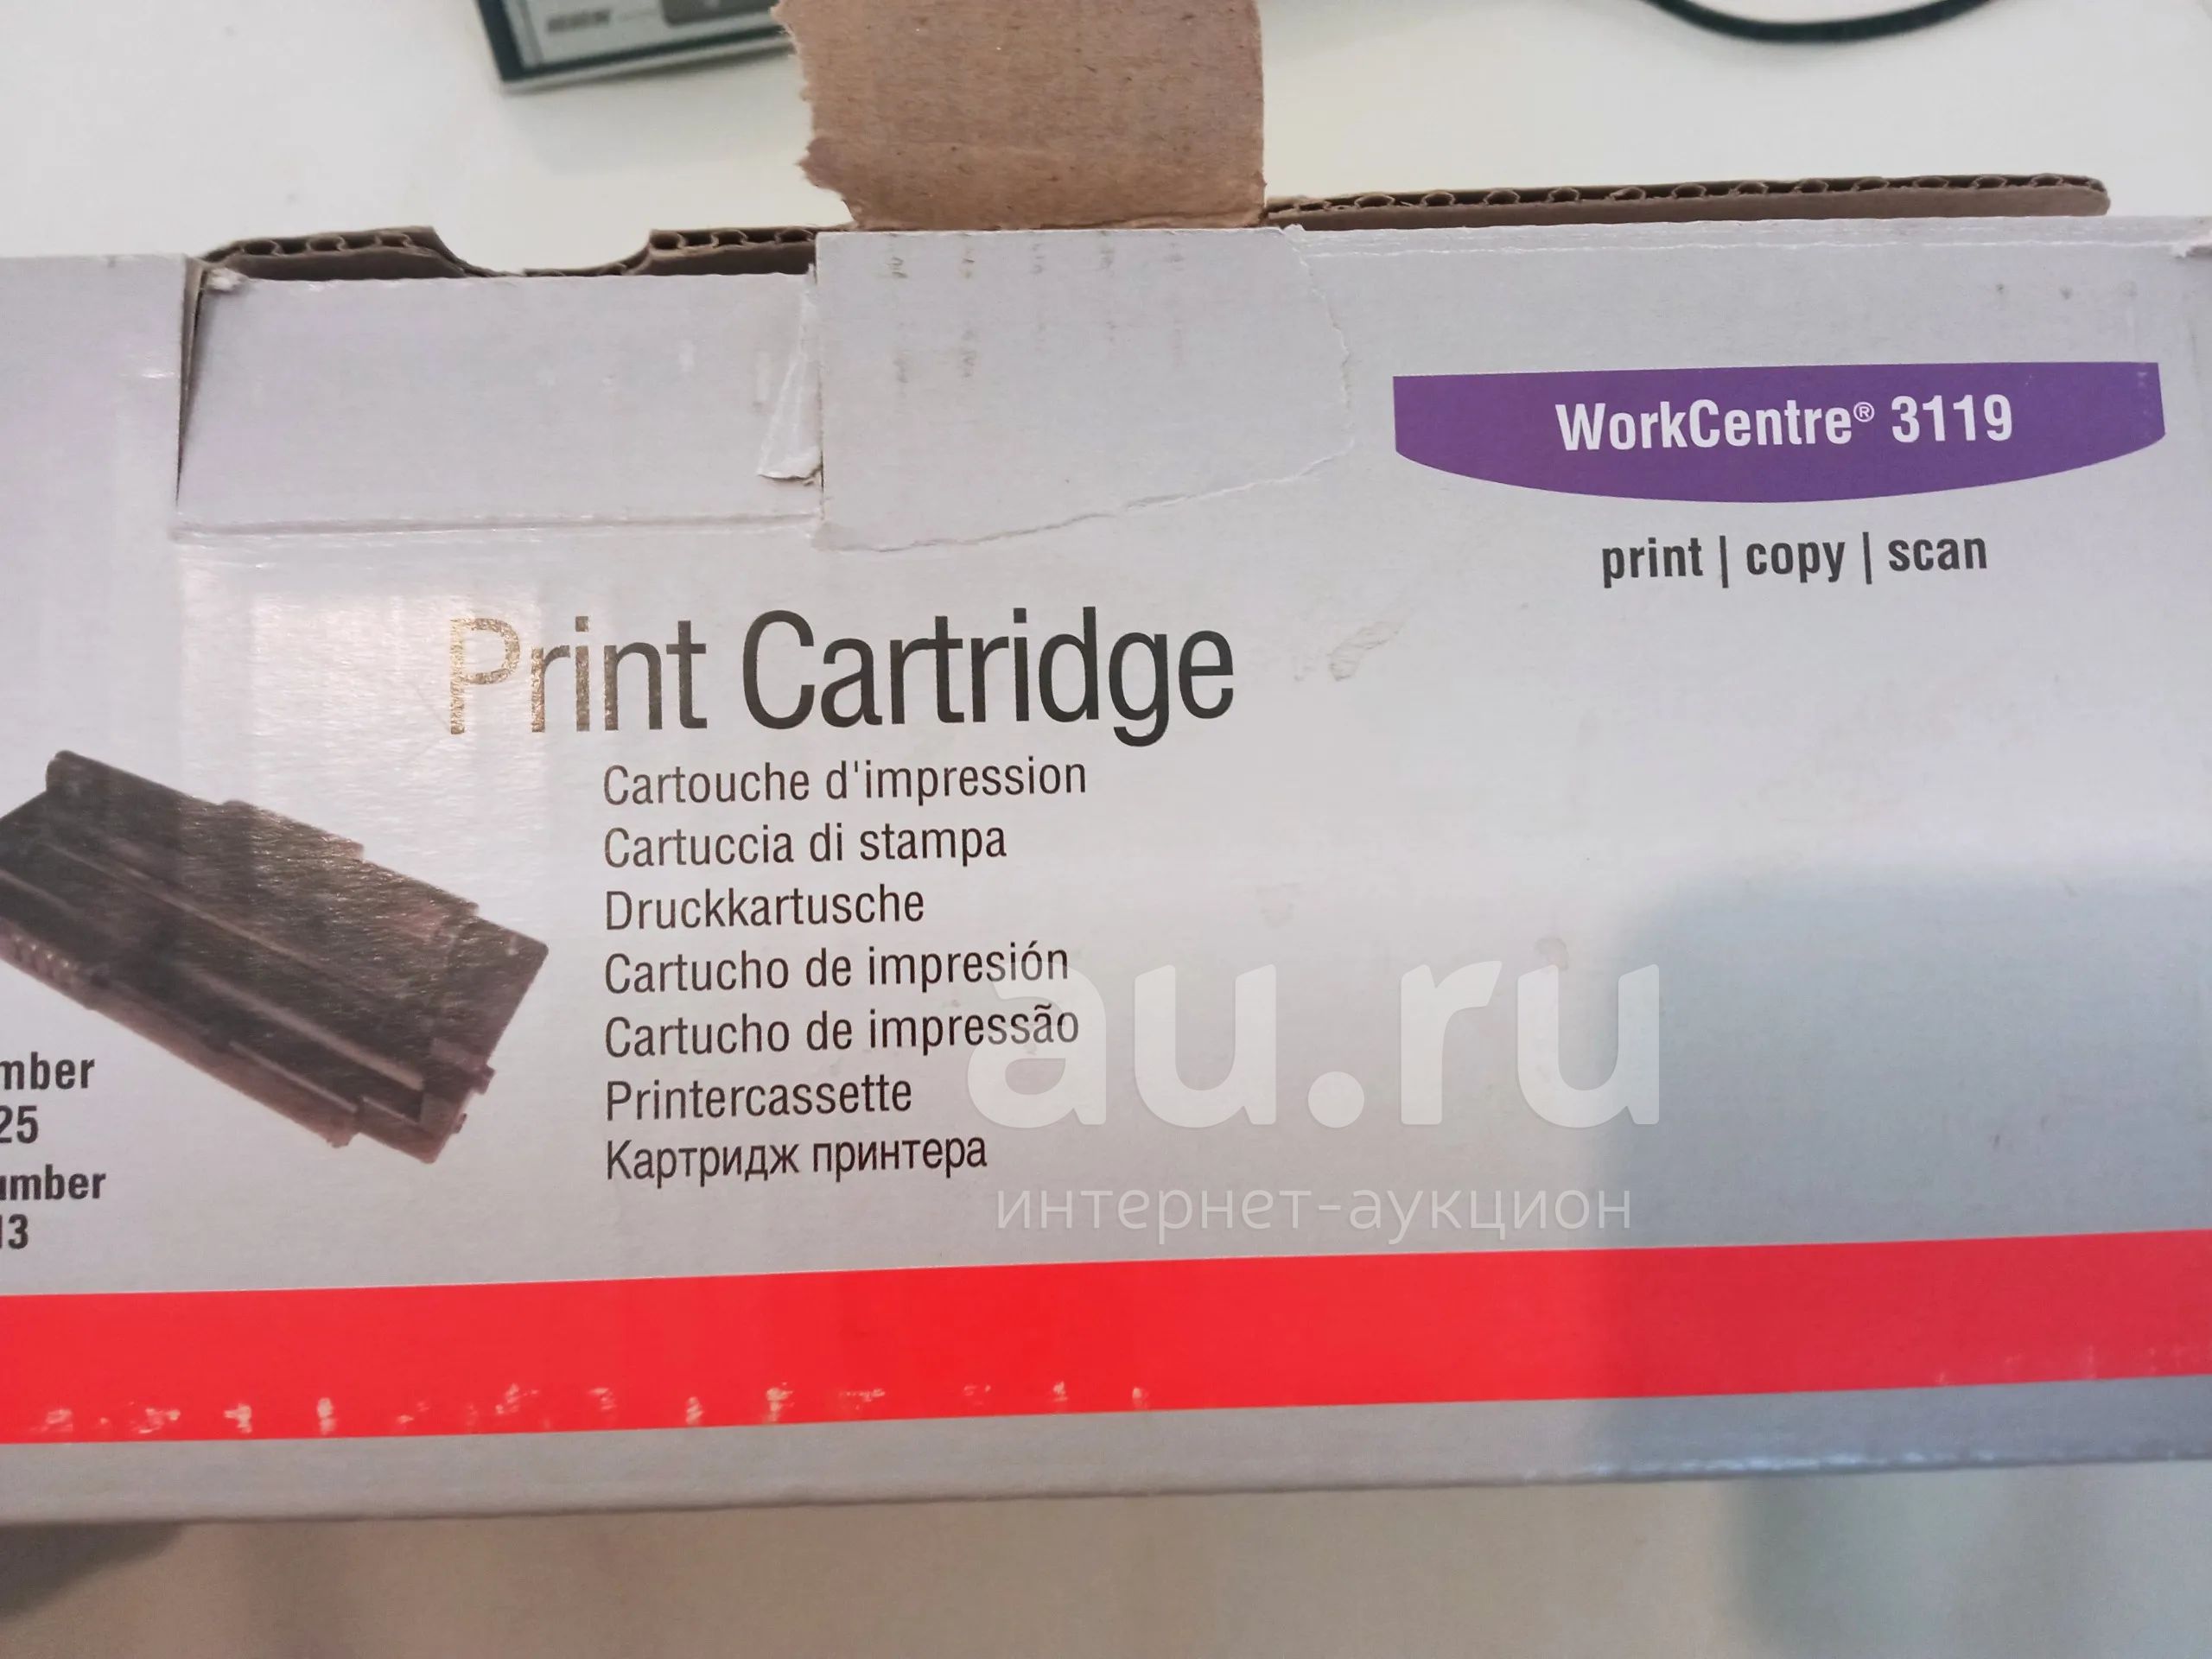 WorkCentre® 3119
print | copy | scan
Print Cartridge
Cartouche d'impression
Cartuccia di stampa
Druckkartusche
Cartucho de impresión
Cartucho de impressão
Printercassette
Картридж принтера
mber
25
umber
13
au.ru
интернет-аукцион